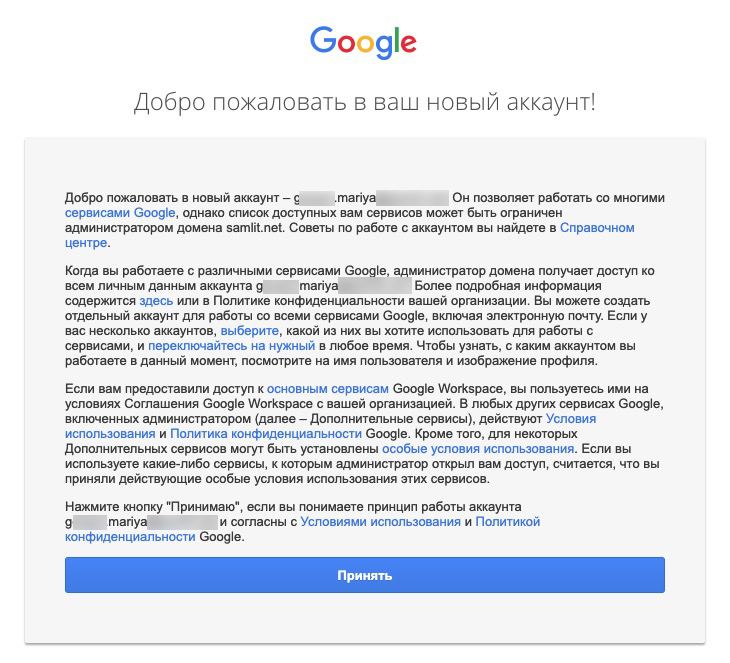 Google
Добро пожаловать в ваш новый аккаунт!
Добро пожаловать в новый аккаунт – g .mariya Он позволяет работать со многими
сервисами Google, однако список доступных вам сервисов может быть ограничен
администратором домена samlit.net. Советы по работе с аккаунтом вы найдете в Справочном
центре.
Когда вы работаете с различными сервисами Google, администратор домена получает доступ ко
всем личным данным аккаунта g mariya Более подробная информация
содержится здесь или в Политике конфиденциальности вашей организации. Вы можете создать
отдельный аккаунт для работы со всеми сервисами Google, включая электронную почту. Если у
вас несколько аккаунтов, выберите, какой из них вы хотите использовать для работы с
сервисами, и переключайтесь на нужный в любое время. Чтобы узнать, с каким аккаунтом вы
работаете в данный момент, посмотрите на имя пользователя и изображение профиля.
Если вам предоставили доступ к основным сервисам Google Workspace, вы пользуетесь ими на
условиях Соглашения Google Workspace с вашей организацией. В любых других сервисах Google,
включенных администратором (далее – Дополнительные сервисы), действуют Условия
использования и Политика конфиденциальности Google. Кроме того, для некоторых
Дополнительных сервисов могут быть установлены особые условия использования. Если вы
используете какие-либо сервисы, к которым администратор открыл вам доступ, считается, что вы
приняли действующие особые условия использования этих сервисов.
Нажмите кнопку "Принимаю", если вы понимаете принцип работы аккаунта
g mariya и согласны с Условиями использования и Политикой
конфиденциальности Google.
Принять